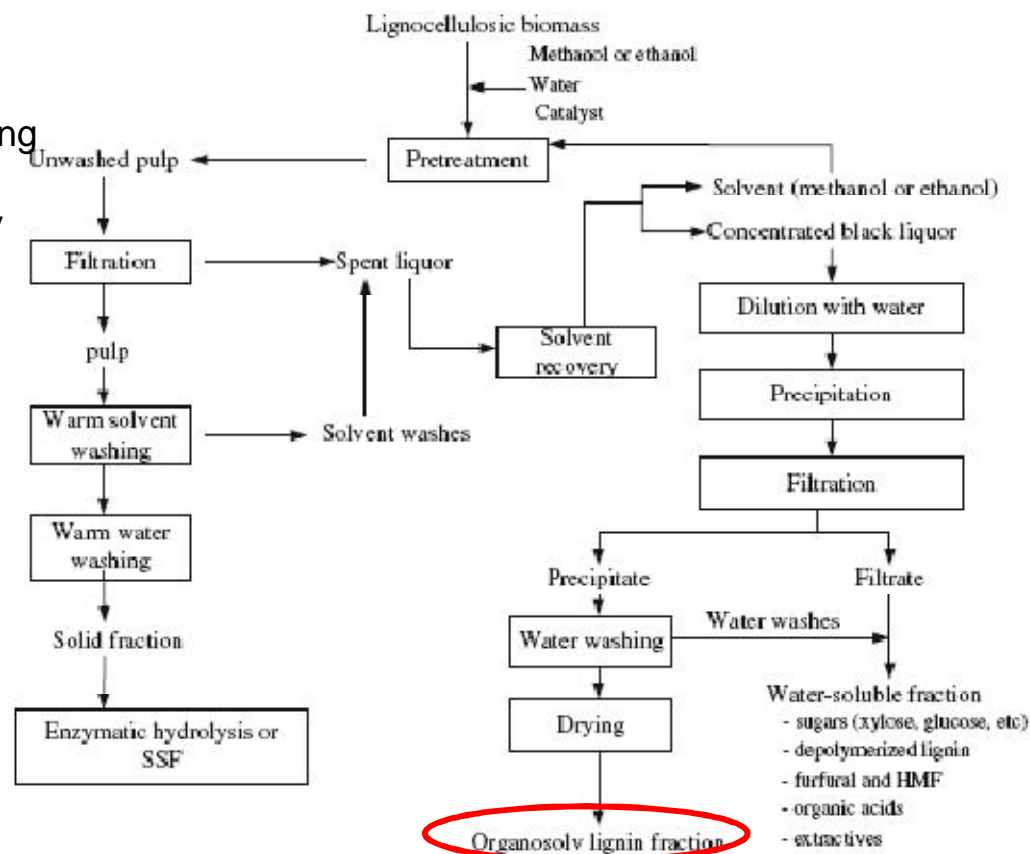 Lignocellulosic biomass
Methanol or ethanol
Water
Catalyst
ng
Unwashed pulp
Pretreatment
Solvent (methanol or ethanol)
Concentrated black liquor
Filtration
Spent liquor
Dilution with water
Solvent
recovery
pulp
Precipitation
Warm solvent
washing
Solvent washes
Filtration
Warm water
washing
Precipitate
Filtrate
Water washes
Solid fraction
Water washing
Water-soluble fraction
- sugars (xylose, glucose, etc)
- depolymerized lignin
- furfural and HMF
- organic acids
- extractives
Enzymatic hydrolysis or
SSF
Drying
Organosolv lignin fraction